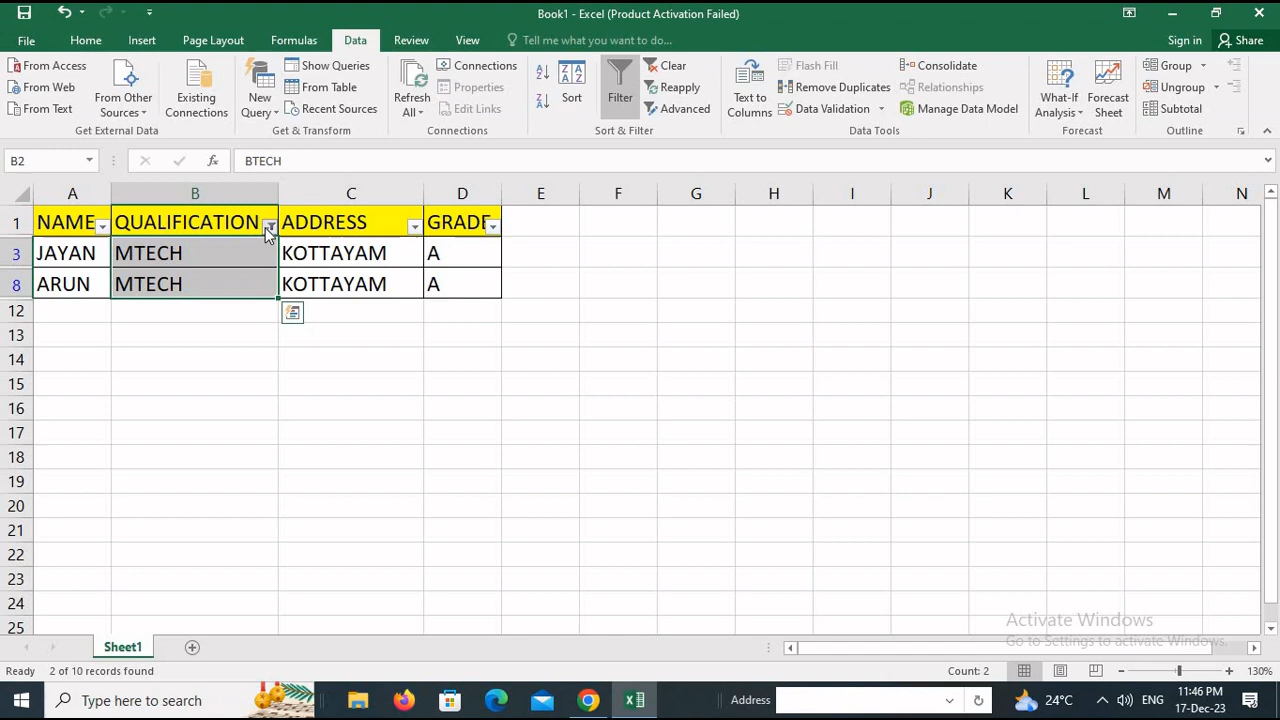 Book1 - Excel (Product Activation Failed)
File Home Insert Page Layout Formulas Data Review View Tell me what you want to do... Sign in Share
From Access
From Web
From Text
From Other Sources
Existing Connections
Get External Data
New Query
Show Queries
From Table
Recent Sources
Get & Transform
Refresh All
Connections
Properties
Edit Links
Connections
Sort
Filter
Clear
Reapply
Advanced
Sort & Filter
Text to Columns
Flash Fill
Remove Duplicates
Data Validation
Consolidate
Relationships
Manage Data Model
Data Tools
What-If Analysis
Forecast Sheet
Forecast
Group
Ungroup
Subtotal
Outline
B2 fx BTECH
A B C D E F G H I J K L M N
1 NAME QUALIFICATION ADDRESS GRADE
3 JAYAN MTECH KOTTAYAM A
8 ARUN MTECH KOTTAYAM A
12
13
14
15
16
17
18
19
20
21
22
23
24
25
Activate Windows
Go to Settings to activate Windows.
Sheet1
Ready 2 of 10 records found Count: 2 130%
Type here to search Address 24°C ENG 11:46 PM
17-Dec-23